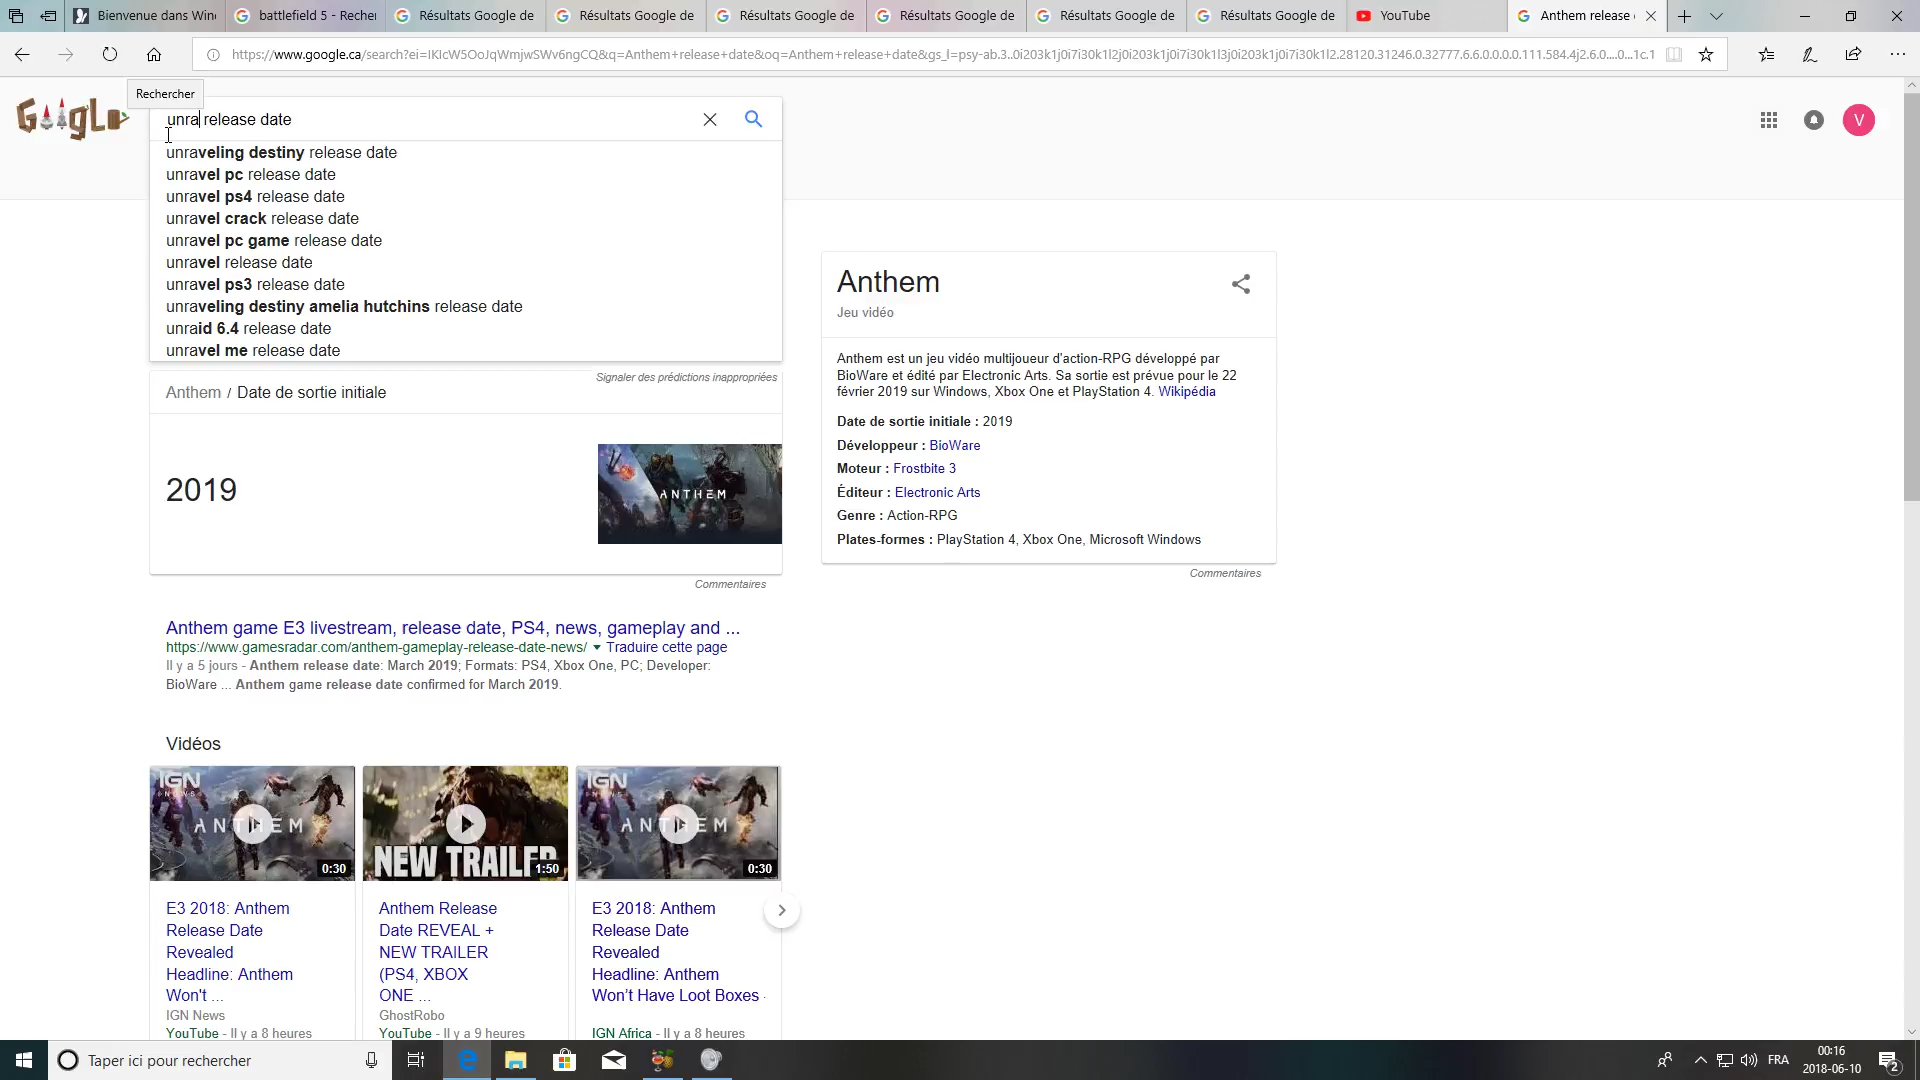 Bienvenue dans Win
battlefield 5 - Recher
Résultats Google de
Résultats Google de
Résultats Google de
Résultats Google de
Résultats Google de
Résultats Google de
YouTube
Anthem release
https://www.google.ca/search?ei=IKIcW5OoJqWmjwSWv6ngCQ&q=Anthem+release+date&oq=Anthem+release+date&gs_l=psy-ab.3..0i203k1j0i7i30k1l2j0i203k1j0i7i30k1l3j0i203k1j0i7i30k1l2.28120.31246.0.32777.6.6.0.0.0.0.111.584.4j2.6.0....0...1c.1
Rechercher
unra release date
V
unraveling destiny release date
unravel pc release date
unravel ps4 release date
unravel crack release date
unravel pc game release date
unravel release date
unravel ps3 release date
unraveling destiny amelia hutchins release date
unraid 6.4 release date
unravel me release date
Signaler des prédictions inappropriées
Anthem / Date de sortie initiale
2019
ANTHEM
Commentaires
Anthem
Jeu vidéo
Anthem est un jeu vidéo multijoueur d'action-RPG développé par
BioWare et édité par Electronic Arts. Sa sortie est prévue pour le 22
février 2019 sur Windows, Xbox One et PlayStation 4. Wikipédia
Date de sortie initiale : 2019
Développeur : BioWare
Moteur : Frostbite 3
Éditeur : Electronic Arts
Genre : Action-RPG
Plates-formes : PlayStation 4, Xbox One, Microsoft Windows
Commentaires
Anthem game E3 livestream, release date, PS4, news, gameplay and ...
https://www.gamesradar.com/anthem-gameplay-release-date-news/ Traduire cette page
Il y a 5 jours - Anthem release date: March 2019; Formats: PS4, Xbox One, PC; Developer:
BioWare ... Anthem game release date confirmed for March 2019.
Vidéos
IGN
NEWS
ANTHEM
0:30
NEW TRAILER
1:50
IGN
NEWS
ANTHEM
0:30
E3 2018: Anthem
Release Date
Revealed
Headline: Anthem
Won't ...
IGN News
YouTube - Il y a 8 heures
Anthem Release
Date REVEAL +
NEW TRAILER
(PS4, XBOX
ONE ...
GhostRobo
YouTube - Il y a 9 heures
E3 2018: Anthem
Release Date
Revealed
Headline: Anthem
Won't Have Loot Boxes
IGN Africa - Il y a 8 heures
Taper ici pour rechercher
FRA
00:16
2018-06-10
2